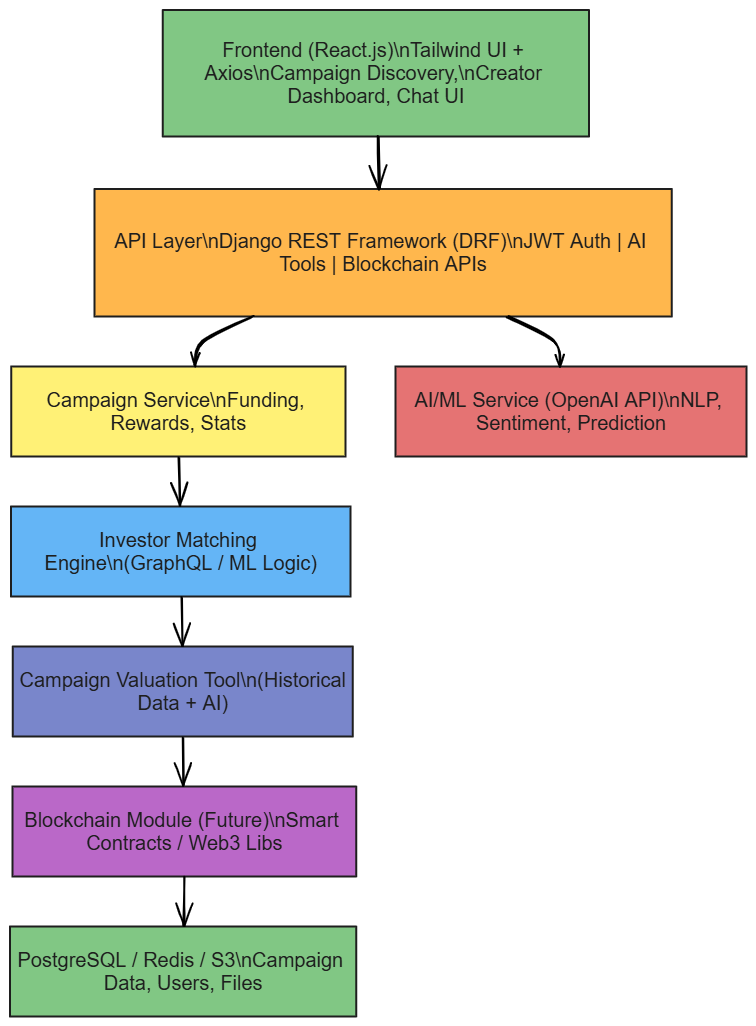 Frontend (React.js)\nTailwind UI +
Axios\nCampaign Discovery,\nCreator
Dashboard, Chat UI
API Layer\nDjango REST Framework (DRF)\nJWT Auth | AI
Tools | Blockchain APIs
Campaign Service\nFunding,
Rewards, Stats
AI/ML Service (OpenAI API)\nNLP,
Sentiment, Prediction
Investor Matching
Engine\n(GraphQL / ML Logic)
Campaign Valuation Tool\n(Historical
Data + AI)
Blockchain Module (Future)\nSmart
Contracts / Web3 Libs
PostgreSQL / Redis / S3\nCampaign
Data, Users, Files